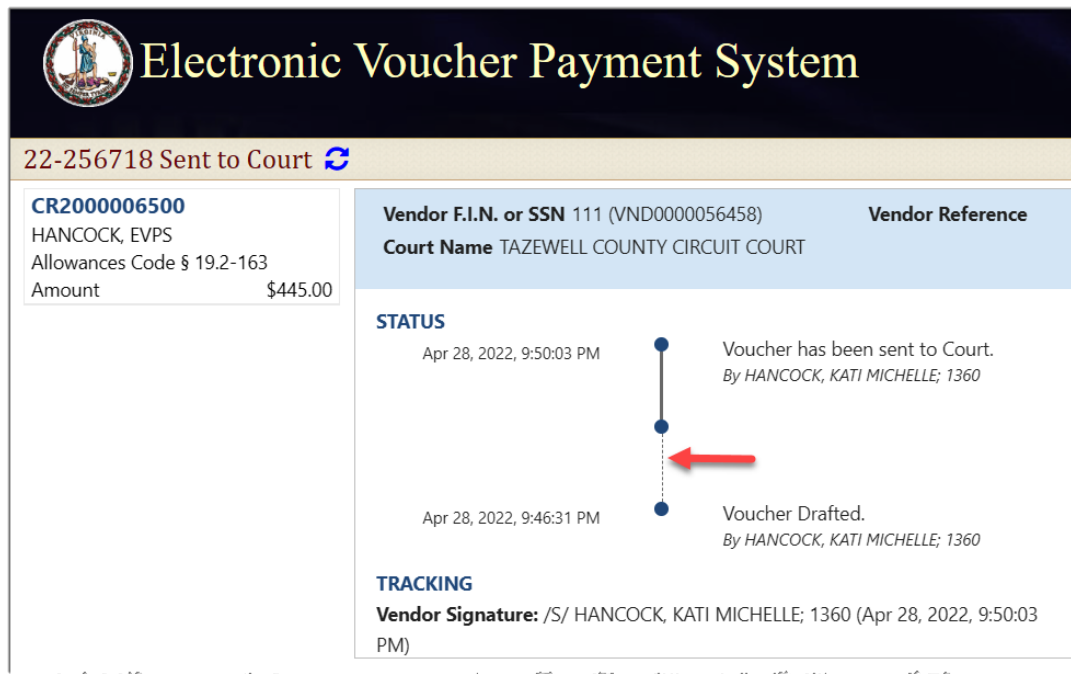 Electronic Voucher Payment System
22-256718 Sent to Court
CR2000006500
HANCOCK, EVPS
Allowances Code § 19.2-163
Amount $445.00
Vendor F.I.N. or SSN 111 (VND0000056458) Vendor Reference
Court Name TAZEWELL COUNTY CIRCUIT COURT
STATUS
Apr 28, 2022, 9:50:03 PM Voucher has been sent to Court.
By HANCOCK, KATI MICHELLE; 1360
Apr 28, 2022, 9:46:31 PM Voucher Drafted.
By HANCOCK, KATI MICHELLE; 1360
TRACKING
Vendor Signature: /S/ HANCOCK, KATI MICHELLE; 1360 (Apr 28, 2022, 9:50:03
PM)